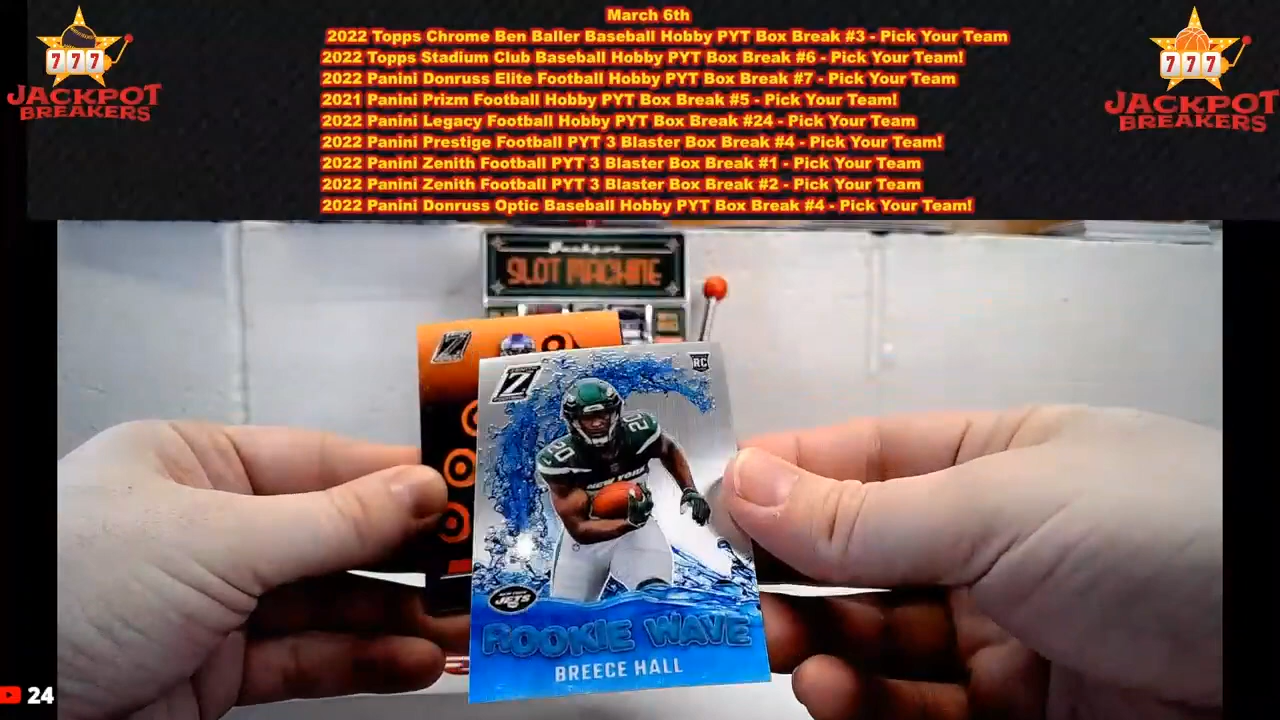 March 6th
2022 Topps Chrome Ben Baller Baseball Hobby PYT Box Break #3 - Pick Your Team
2022 Topps Stadium Club Baseball Hobby PYT Box Break #6 - Pick Your Team!
2022 Panini Donruss Elite Football Hobby PYT Box Break #7 - Pick Your Team
2021 Panini Prizm Football Hobby PYT Box Break #5 - Pick Your Team!
2022 Panini Legacy Football Hobby PYT Box Break #24 - Pick Your Team
2022 Panini Prestige Football PYT 3 Blaster Box Break #4 - Pick Your Team!
2022 Panini Zenith Football PYT 3 Blaster Box Break #1 - Pick Your Team
2022 Panini Zenith Football PYT 3 Blaster Box Break #2 - Pick Your Team
2022 Panini Donruss Optic Baseball Hobby PYT Box Break #4 - Pick Your Team!
777
JACKPOT
BREAKERS
777
JACKPOT
BREAKERS
Jackpot
SLOT MACHINE
Z
Z
RC
20
20
NEW YORK
JETS
ROOKIE WAVE
BREECE HALL
24